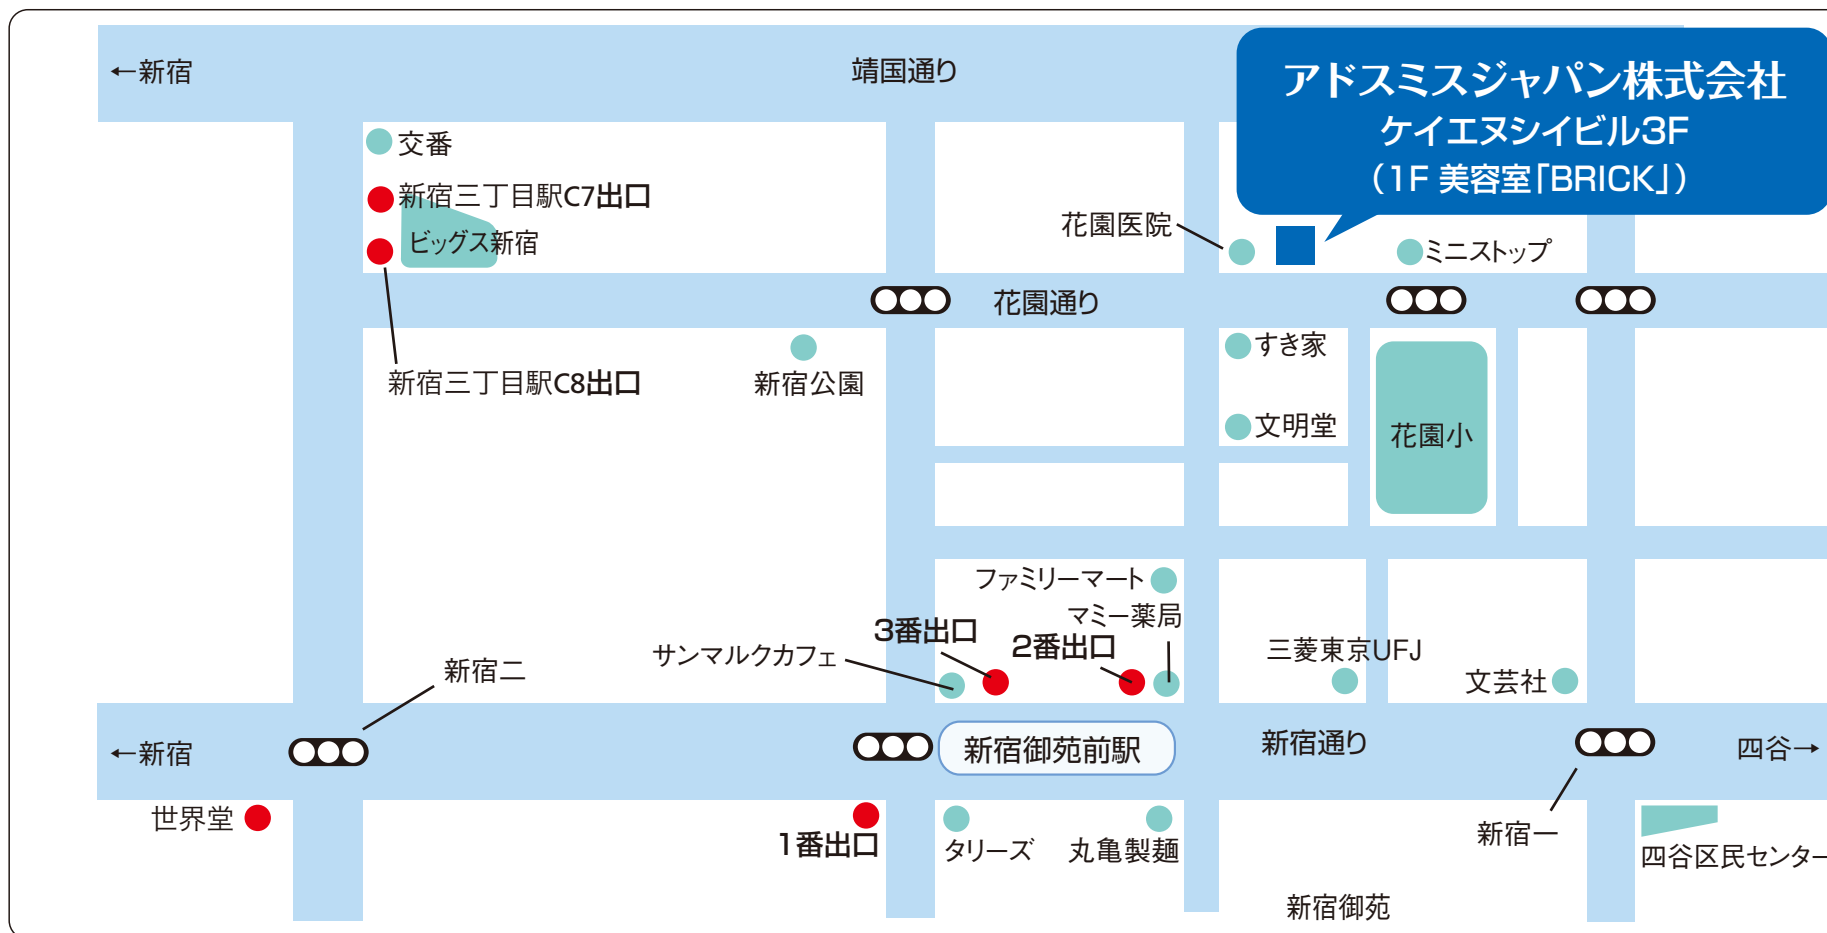 ←新宿
靖国通り
アドスミスジャパン株式会社
ケイエヌシイビル3F
（1F 美容室「BRICK」）
交番
新宿三丁目駅C7出口
ビッグス新宿
花園医院
ミニストップ
花園通り
すき家
新宿三丁目駅C8出口
新宿公園
文明堂
花園小
ファミリーマート
マミー薬局
3番出口
2番出口
サンマルクカフェ
三菱東京UFJ
新宿二
文芸社
←新宿
新宿御苑前駅
新宿通り
四谷→
世界堂
1番出口
タリーズ
丸亀製麺
新宿一
四谷区民センター
新宿御苑